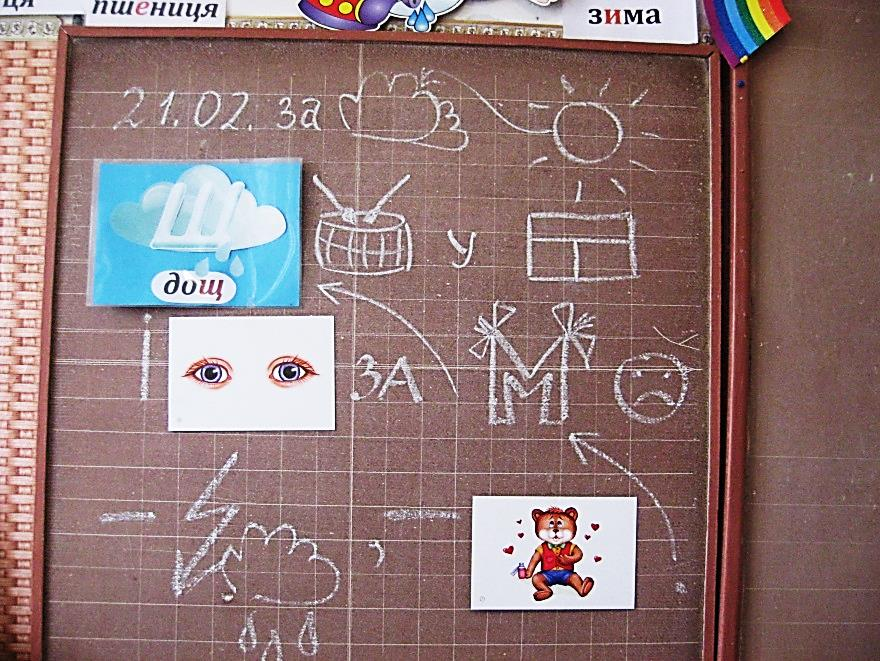 пшениця
зима
21.02. за
Щ
дощ
у
і
ЗА М
— , —